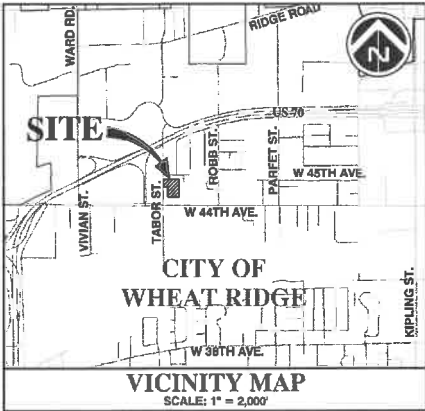 RIDGE ROAD
WARD RD.
N
US 70
SITE
ROBB ST.
PARFET ST.
W 45TH AVE.
VIVIAN ST.
TABOR ST.
W 44TH AVE.
CITY OF
WHEAT RIDGE
KIPLING ST.
W 38TH AVE.
VICINITY MAP
SCALE: 1" = 2,000'